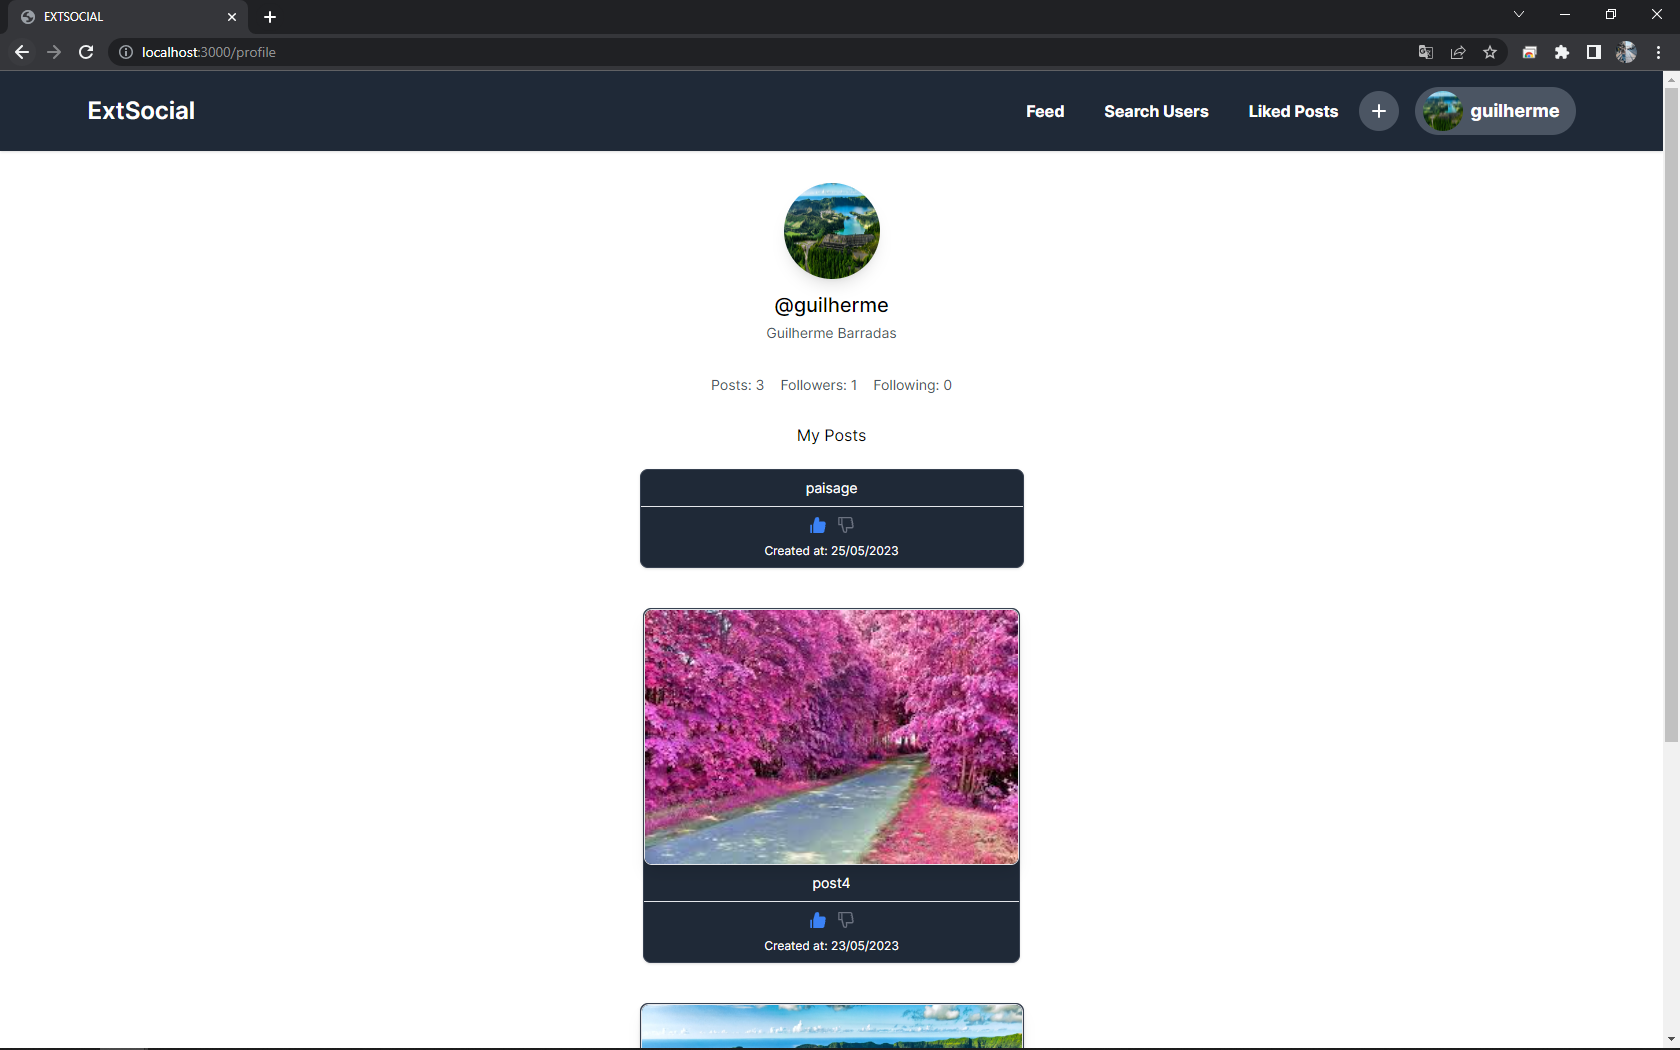 EXTSOCIAL
localhost:3000/profile
ExtSocial
Feed
Search Users
Liked Posts
guilherme
@guilherme
Guilherme Barradas
Posts: 3 Followers: 1 Following: 0
My Posts
paisage
Created at: 25/05/2023
post4
Created at: 23/05/2023